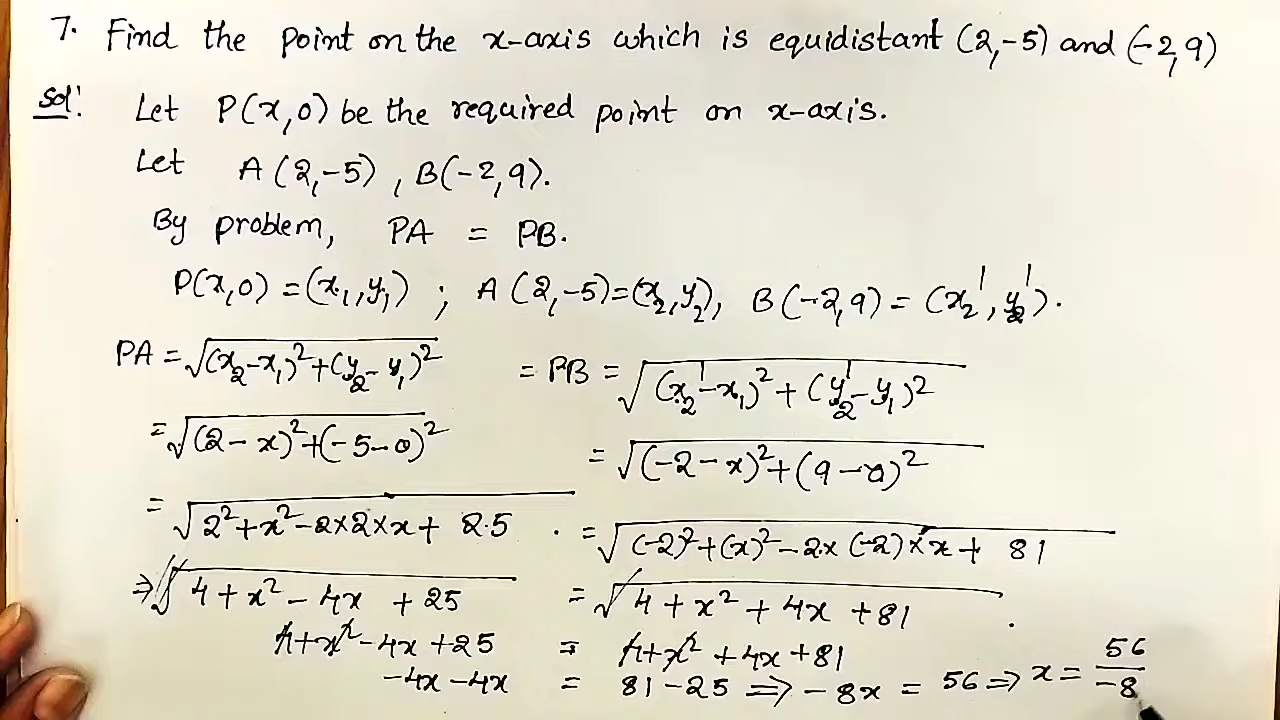 7. Find the point on the x-axis which is equidistant (2,-5) and (-2,9)
Sol: Let P(x,0) be the required point on x-axis.
Let A(2,-5), B(-2,9).
By problem, PA = PB.
P(x,0) = (x₁,y₁) ; A(2,-5)=(x₂,y₂), B(-2,9) = (x₂',y₂').
PA = √(x₂-x₁)²+(y₂-y₁)² = PB = √(x₂'-x₁)²+(y₂'-y₁)²
= √(2-x)²+(-5-0)² = √(-2-x)²+(9-0)²
= √2²+x²-2×2×x+ 2.5 . = √(-2)²+(x)²-2×(-2)×x+ 81
⇒ √4+x²-4x+25 = √4+x²+4x+81 .
4+x²-4x+25 = 4+x²+4x+81
-4x-4x = 81-25 ⇒ -8x = 56 ⇒ x = 56/-8